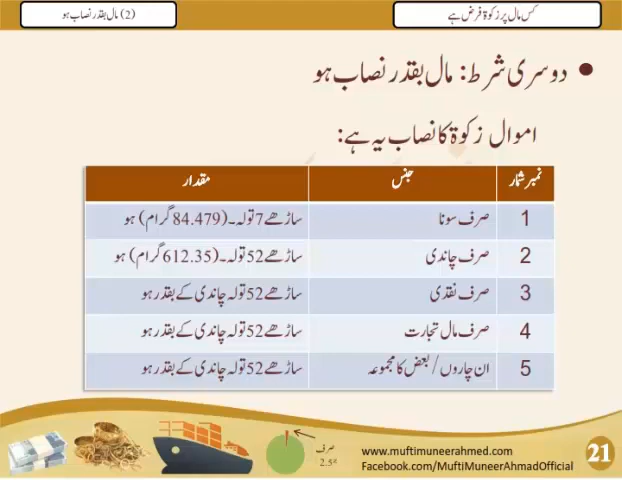 کس مال پر زکوٰۃ فرض ہے
(2) مال بقدر نصاب ہو
• دوسری شرط: مال بقدر نصاب ہو
اموال زکوٰۃ کا نصاب یہ ہے:
نمبر شمار جنس مقدار
1 صرف سونا ساڑھے 7 تولہ۔ (84.479 گرام) ہو
2 صرف چاندی ساڑھے 52 تولہ۔ (612.35 گرام) ہو
3 صرف نقدی ساڑھے 52 تولہ چاندی کے بقدر ہو
4 صرف مال تجارت ساڑھے 52 تولہ چاندی کے بقدر ہو
5 ان چاروں / بعض کا مجموعہ ساڑھے 52 تولہ چاندی کے بقدر ہو
صرف
www.muftimuneerahmed.com
Facebook.com/MuftiMuneerAhmadOfficial
21